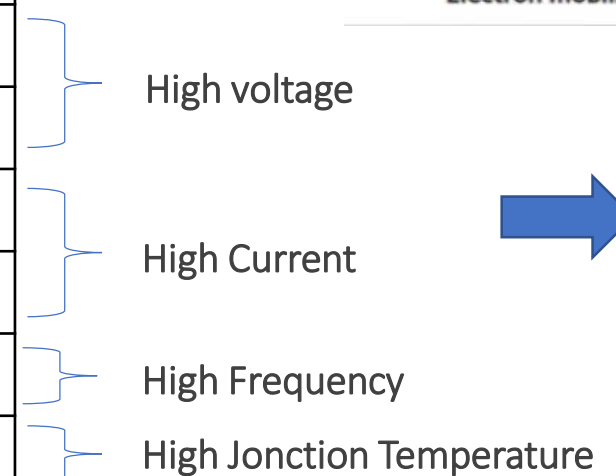 High voltage
High Current
High Frequency
High Jonction Temperature